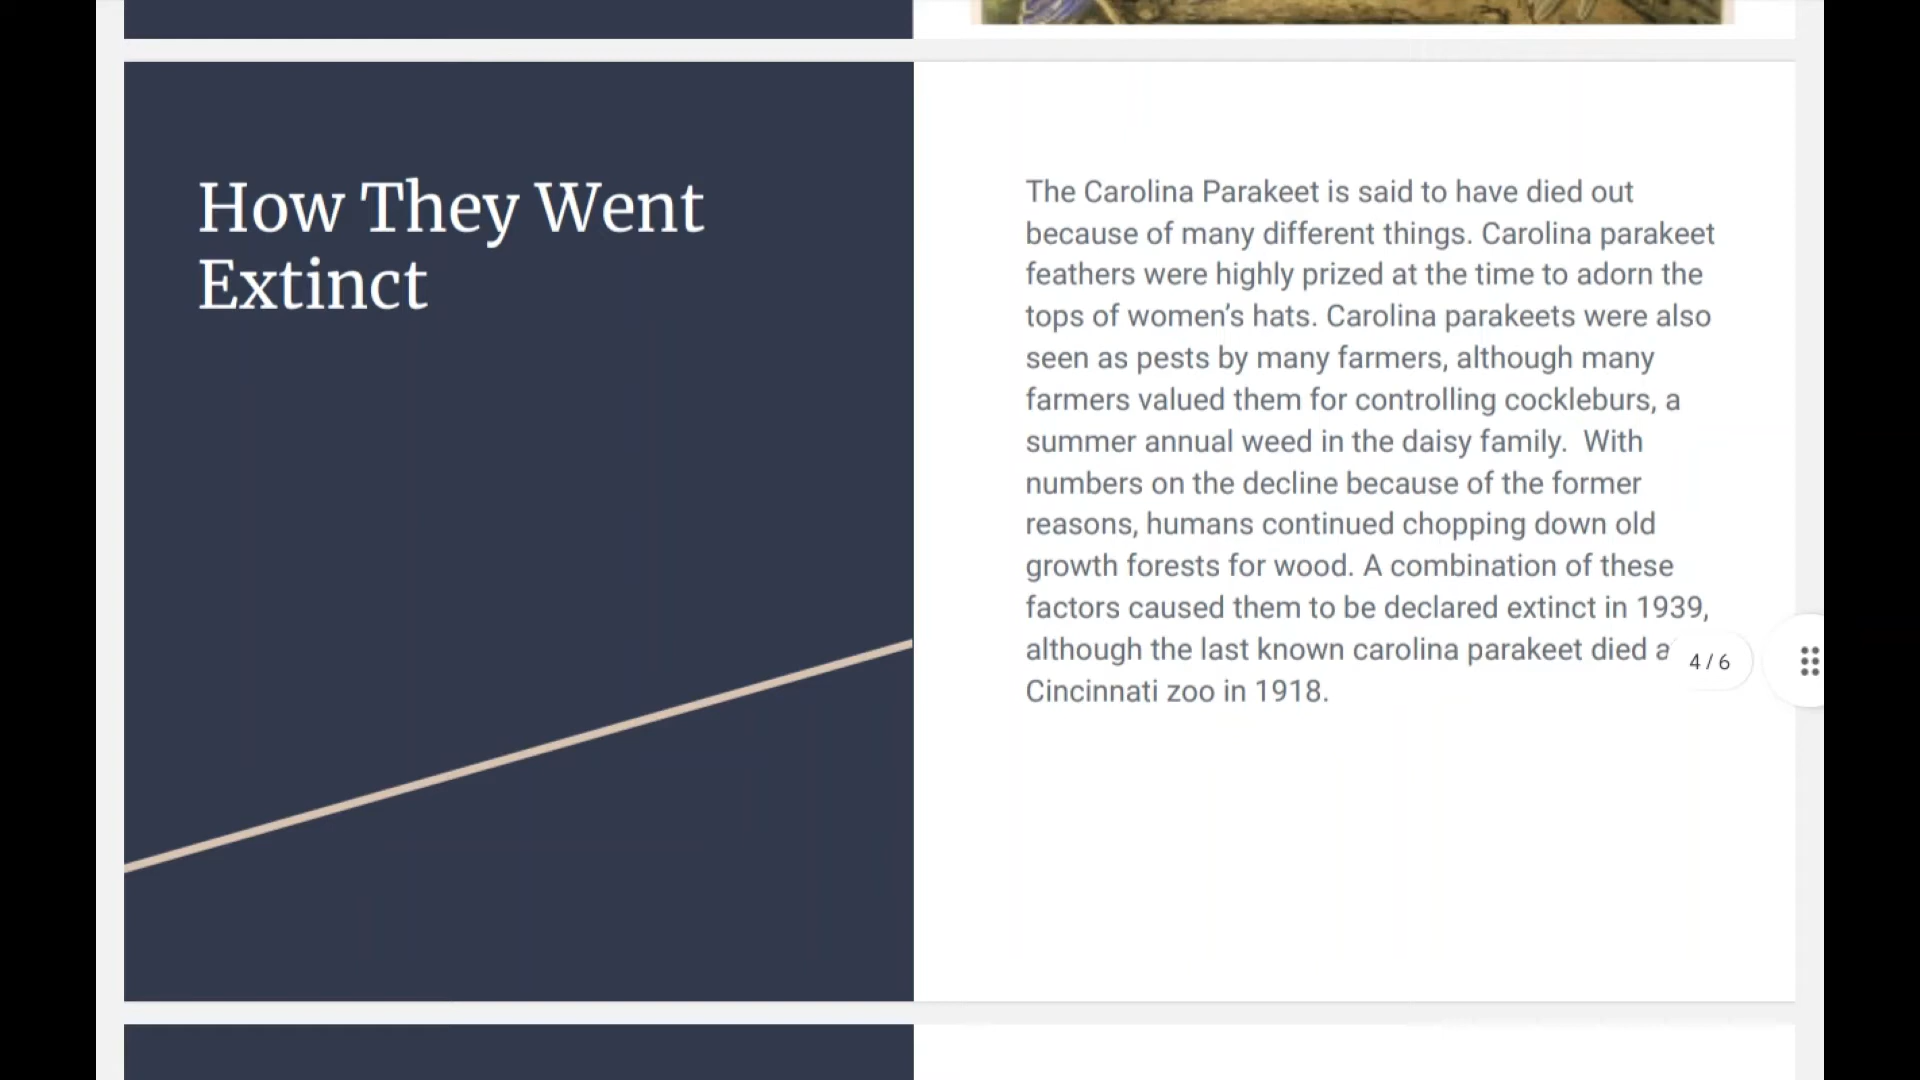 How They Went
Extinct
The Carolina Parakeet is said to have died out
because of many different things. Carolina parakeet
feathers were highly prized at the time to adorn the
tops of women’s hats. Carolina parakeets were also
seen as pests by many farmers, although many
farmers valued them for controlling cockleburs, a
summer annual weed in the daisy family.  With
numbers on the decline because of the former
reasons, humans continued chopping down old
growth forests for wood. A combination of these
factors caused them to be declared extinct in 1939,
although the last known carolina parakeet died
Cincinnati zoo in 1918.
4 / 6